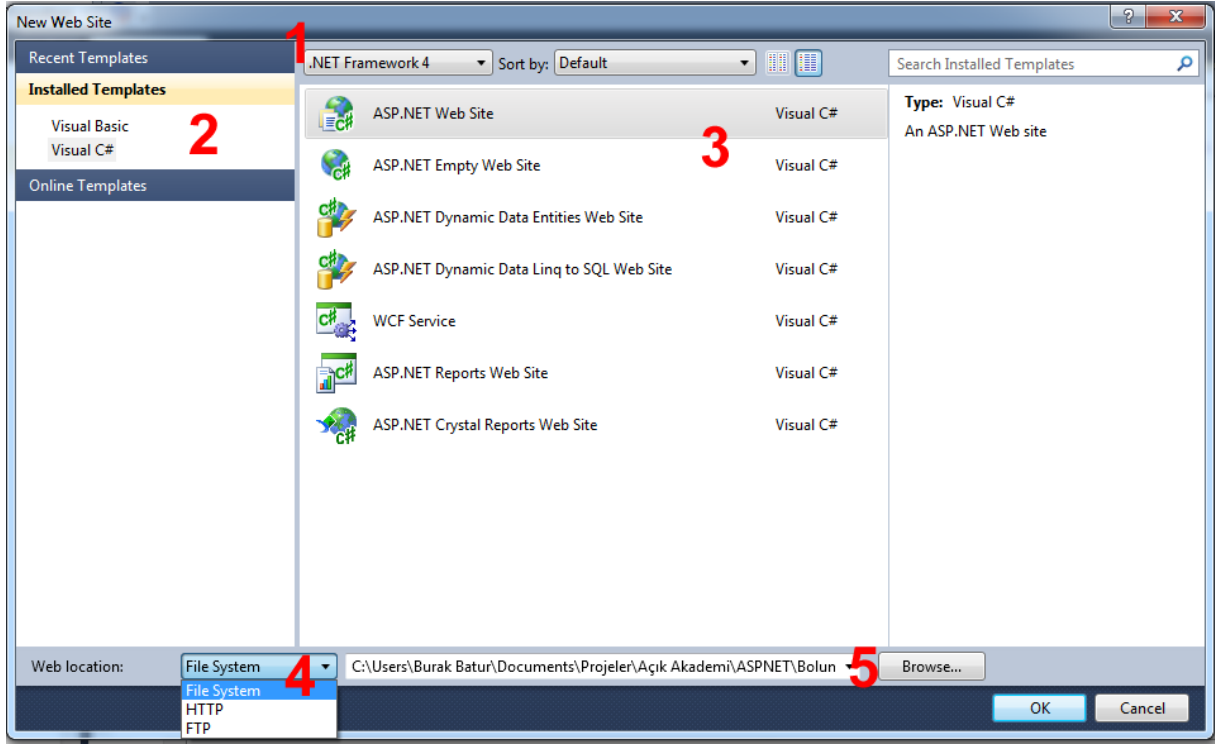 New Web Site
1
Recent Templates
.NET Framework 4
Sort by: Default
Search Installed Templates
Installed Templates
Visual Basic
Visual C#
2
Online Templates
ASP.NET Web Site Visual C#
3
ASP.NET Empty Web Site Visual C#
ASP.NET Dynamic Data Entities Web Site Visual C#
ASP.NET Dynamic Data Linq to SQL Web Site Visual C#
WCF Service Visual C#
ASP.NET Reports Web Site Visual C#
ASP.NET Crystal Reports Web Site Visual C#
Type: Visual C#
An ASP.NET Web site
Web location: File System C:\Users\Burak Batur\Documents\Projeler\Açık Akademi\ASPNET\Bolun Browse...
4
5
File System
HTTP
FTP
OK Cancel